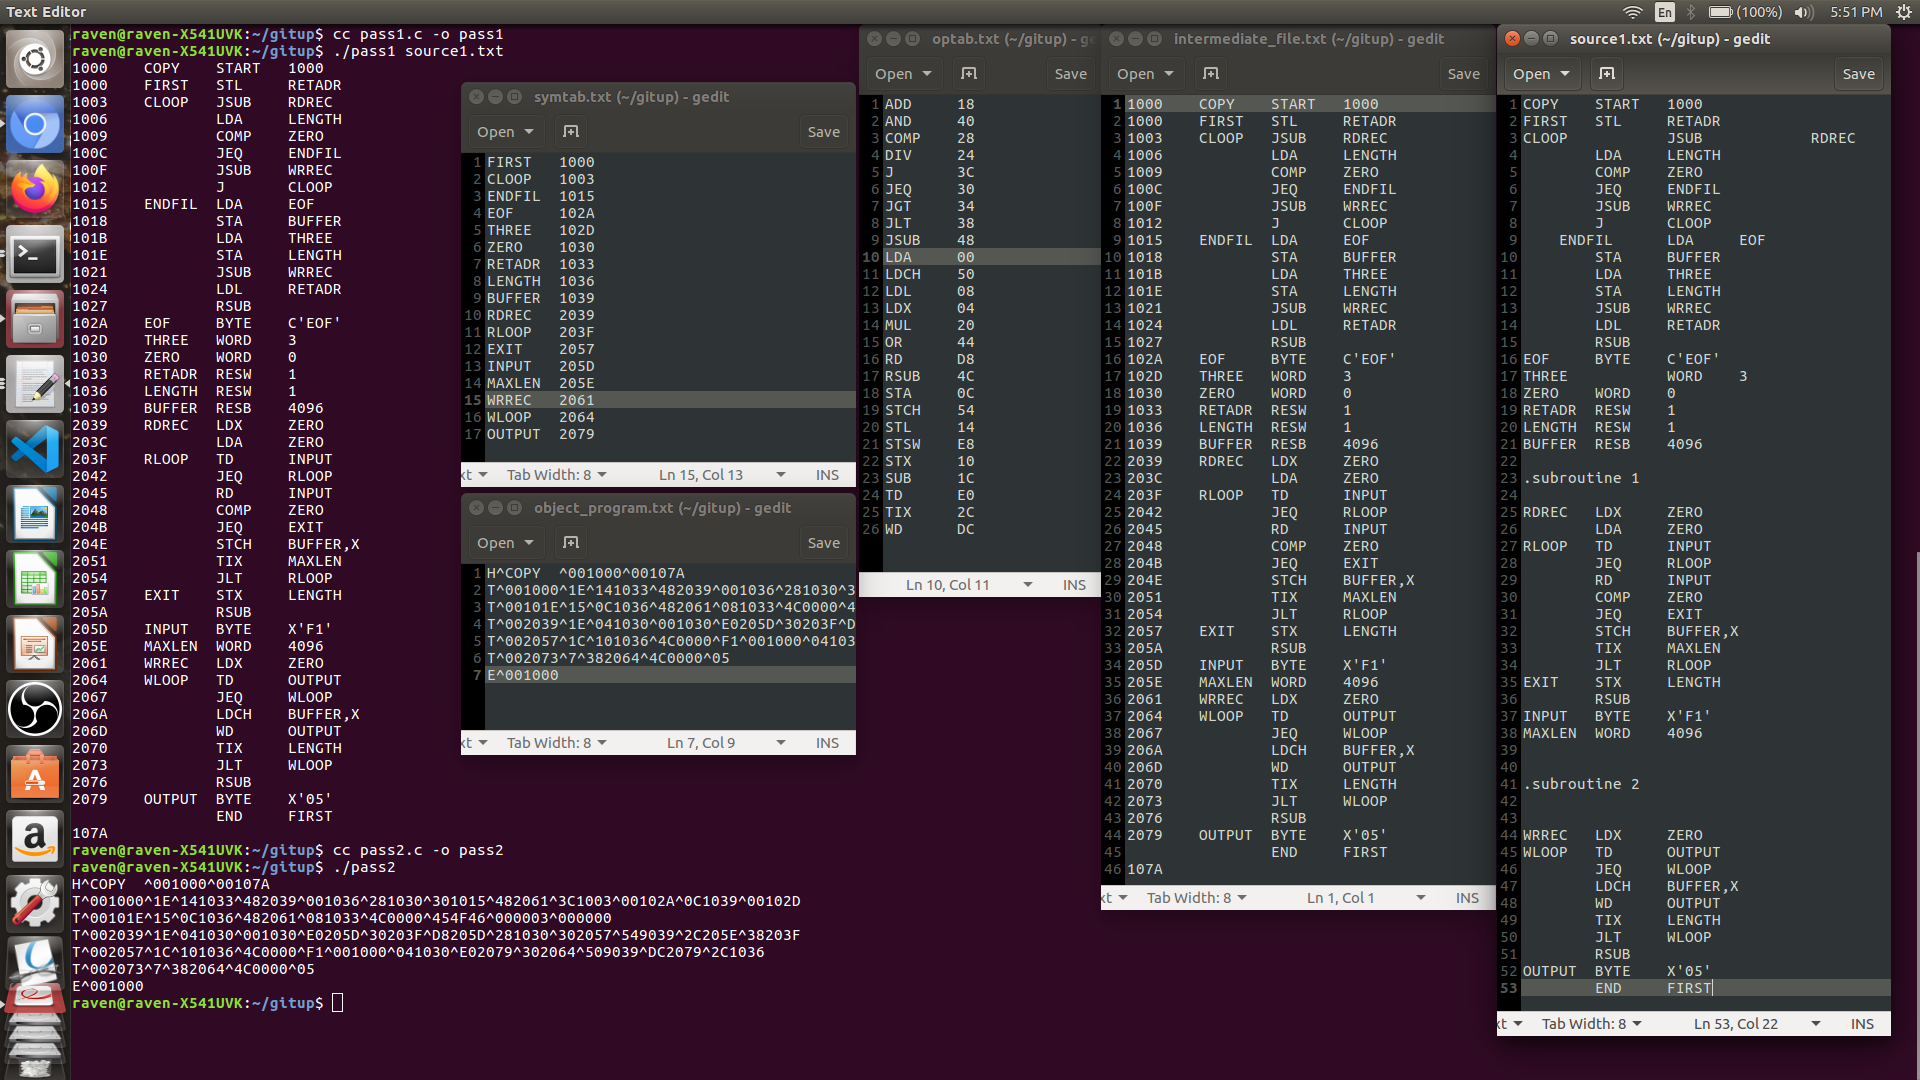 Text Editor
En
(100%)
5:51 PM
raven@raven-X541UVK:~/gitup$ cc pass1.c -o pass1
raven@raven-X541UVK:~/gitup$ ./pass1 source1.txt
1000 COPY START 1000
1000 FIRST STL RETADR
1003 CLOOP JSUB RDREC
1006 LDA LENGTH
1009 COMP ZERO
100C JEQ ENDFIL
100F JSUB WRREC
1012 J CLOOP
1015 ENDFIL LDA EOF
1018 STA BUFFER
101B LDA THREE
101E STA LENGTH
1021 JSUB WRREC
1024 LDL RETADR
1027 RSUB
102A EOF BYTE C'EOF'
102D THREE WORD 3
1030 ZERO WORD 0
1033 RETADR RESW 1
1036 LENGTH RESW 1
1039 BUFFER RESB 4096
2039 RDREC LDX ZERO
203C LDA ZERO
203F RLOOP TD INPUT
2042 JEQ RLOOP
2045 RD INPUT
2048 COMP ZERO
204B JEQ EXIT
204E STCH BUFFER,X
2051 TIX MAXLEN
2054 JLT RLOOP
2057 EXIT STX LENGTH
205A RSUB
205D INPUT BYTE X'F1'
205E MAXLEN WORD 4096
2061 WRREC LDX ZERO
2064 WLOOP TD OUTPUT
2067 JEQ WLOOP
206A LDCH BUFFER,X
206D WD OUTPUT
2070 TIX LENGTH
2073 JLT WLOOP
2076 RSUB
2079 OUTPUT BYTE X'05'
END FIRST
107A
raven@raven-X541UVK:~/gitup$ cc pass2.c -o pass2
raven@raven-X541UVK:~/gitup$ ./pass2
H^COPY ^001000^00107A
T^001000^1E^141033^482039^001036^281030^301015^482061^3C1003^00102A^0C1039^00102D
T^00101E^15^0C1036^482061^081033^4C0000^454F46^000003^000000
T^002039^1E^041030^001030^E0205D^30203F^D8205D^281030^302057^549039^2C205E^38203F
T^002057^1C^101036^4C0000^F1^001000^041030^E02079^302064^509039^DC2079^2C1036
T^002073^7^382064^4C0000^05
E^001000
raven@raven-X541UVK:~/gitup$
symtab.txt (~/gitup) - gedit
Open Save
1 FIRST 1000
2 CLOOP 1003
3 ENDFIL 1015
4 EOF 102A
5 THREE 102D
6 ZERO 1030
7 RETADR 1033
8 LENGTH 1036
9 BUFFER 1039
10 RDREC 2039
11 RLOOP 203F
12 EXIT 2057
13 INPUT 205D
14 MAXLEN 205E
15 WRREC 2061
16 WLOOP 2064
17 OUTPUT 2079
xt Tab Width: 8 Ln 15, Col 13 INS
object_program.txt (~/gitup) - gedit
Open Save
1 H^COPY ^001000^00107A
2 T^001000^1E^141033^482039^001036^281030^3
3 T^00101E^15^0C1036^482061^081033^4C0000^4
4 T^002039^1E^041030^001030^E0205D^30203F^D
5 T^002057^1C^101036^4C0000^F1^001000^04103
6 T^002073^7^382064^4C0000^05
7 E^001000
xt Tab Width: 8 Ln 7, Col 9 INS
optab.txt (~/gitup) - ge
Open Save
1 ADD 18
2 AND 40
3 COMP 28
4 DIV 24
5 J 3C
6 JEQ 30
7 JGT 34
8 JLT 38
9 JSUB 48
10 LDA 00
11 LDCH 50
12 LDL 08
13 LDX 04
14 MUL 20
15 OR 44
16 RD D8
17 RSUB 4C
18 STA 0C
19 STCH 54
20 STL 14
21 STSW E8
22 STX 10
23 SUB 1C
24 TD E0
25 TIX 2C
26 WD DC
Ln 10, Col 11 INS
intermediate_file.txt (~/gitup) - gedit
Open Save
1 1000 COPY START 1000
2 1000 FIRST STL RETADR
3 1003 CLOOP JSUB RDREC
4 1006 LDA LENGTH
5 1009 COMP ZERO
6 100C JEQ ENDFIL
7 100F JSUB WRREC
8 1012 J CLOOP
9 1015 ENDFIL LDA EOF
10 1018 STA BUFFER
11 101B LDA THREE
12 101E STA LENGTH
13 1021 JSUB WRREC
14 1024 LDL RETADR
15 1027 RSUB
16 102A EOF BYTE C'EOF'
17 102D THREE WORD 3
18 1030 ZERO WORD 0
19 1033 RETADR RESW 1
20 1036 LENGTH RESW 1
21 1039 BUFFER RESB 4096
22 2039 RDREC LDX ZERO
23 203C LDA ZERO
24 203F RLOOP TD INPUT
25 2042 JEQ RLOOP
26 2045 RD INPUT
27 2048 COMP ZERO
28 204B JEQ EXIT
29 204E STCH BUFFER,X
30 2051 TIX MAXLEN
31 2054 JLT RLOOP
32 2057 EXIT STX LENGTH
33 205A RSUB
34 205D INPUT BYTE X'F1'
35 205E MAXLEN WORD 4096
36 2061 WRREC LDX ZERO
37 2064 WLOOP TD OUTPUT
38 2067 JEQ WLOOP
39 206A LDCH BUFFER,X
40 206D WD OUTPUT
41 2070 TIX LENGTH
42 2073 JLT WLOOP
43 2076 RSUB
44 2079 OUTPUT BYTE X'05'
45 END FIRST
46 107A
xt Tab Width: 8 Ln 1, Col 1 INS
source1.txt (~/gitup) - gedit
Open Save
1 COPY START 1000
2 FIRST STL RETADR
3 CLOOP JSUB RDREC
4 LDA LENGTH
5 COMP ZERO
6 JEQ ENDFIL
7 JSUB WRREC
8 J CLOOP
9 ENDFIL LDA EOF
10 STA BUFFER
11 LDA THREE
12 STA LENGTH
13 JSUB WRREC
14 LDL RETADR
15 RSUB
16 EOF BYTE C'EOF'
17 THREE WORD 3
18 ZERO WORD 0
19 RETADR RESW 1
20 LENGTH RESW 1
21 BUFFER RESB 4096
22
23 .subroutine 1
24
25 RDREC LDX ZERO
26 LDA ZERO
27 RLOOP TD INPUT
28 JEQ RLOOP
29 RD INPUT
30 COMP ZERO
31 JEQ EXIT
32 STCH BUFFER,X
33 TIX MAXLEN
34 JLT RLOOP
35 EXIT STX LENGTH
36 RSUB
37 INPUT BYTE X'F1'
38 MAXLEN WORD 4096
39
40
41 .subroutine 2
42
43
44 WRREC LDX ZERO
45 WLOOP TD OUTPUT
46 JEQ WLOOP
47 LDCH BUFFER,X
48 WD OUTPUT
49 TIX LENGTH
50 JLT WLOOP
51 RSUB
52 OUTPUT BYTE X'05'
53 END FIRST
xt Tab Width: 8 Ln 53, Col 22 INS